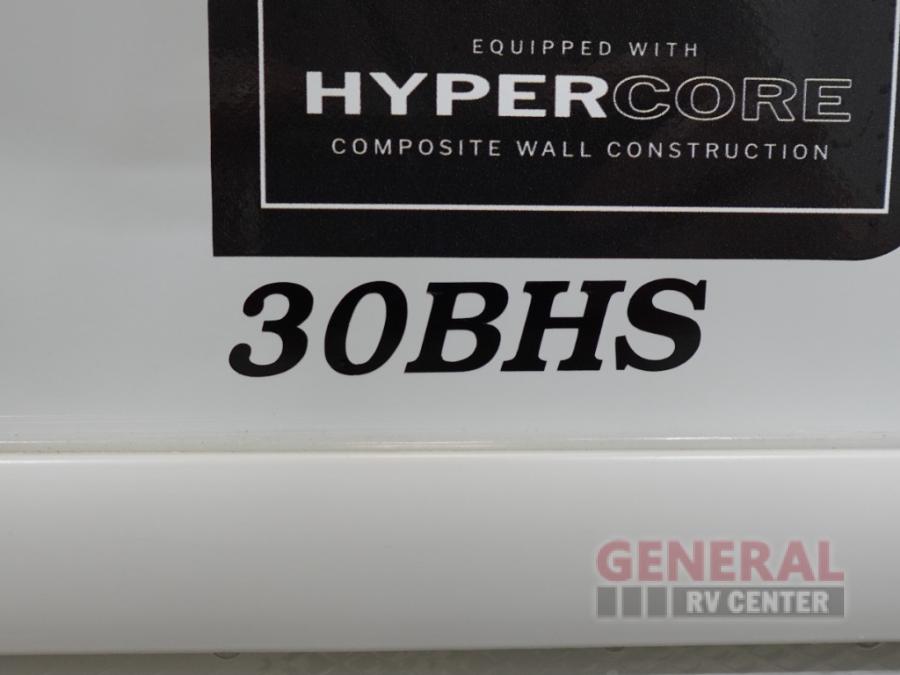 EQUIPPED WITH
HYPERCORE
COMPOSITE WALL CONSTRUCTION
30BHS
GENERAL
RV CENTER